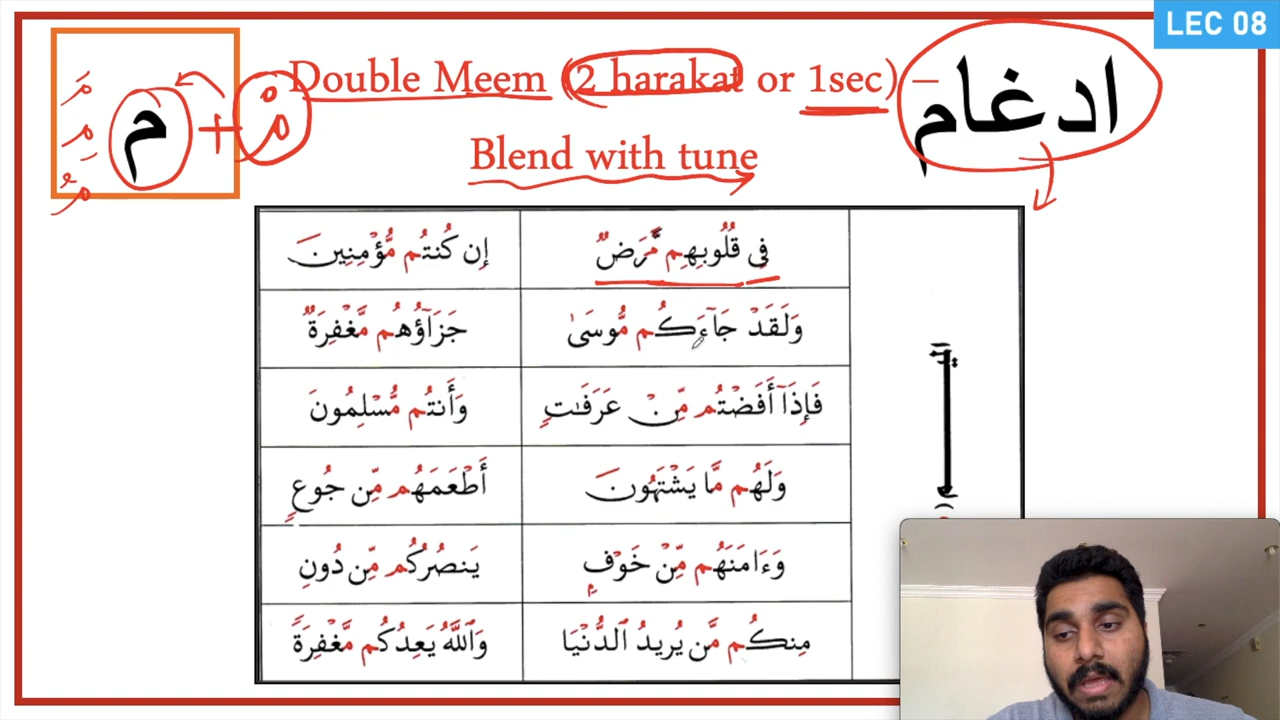 LEC 08
مْ + م
مَ
مِ
مُ
Double Meem (2 harakat or 1sec) – ادغام
Blend with tune
فِى قُلُوبِهِم مَّرَضٌ
إِن كُنتُم مُّؤْمِنِينَ
وَلَقَدْ جَآءَكُم مُّوسَىٰ
جَزَآؤُهُم مَّغْفِرَةٌ
فَإِذَآ أَفَضْتُم مِّنْ عَرَفَٰتٍ
وَأَنتُم مُّسْلِمُونَ
وَلَهُم مَّا يَشْتَهُونَ
أَطْعَمَهُم مِّن جُوعٍ
وَءَامَنَهُم مِّنْ خَوْفٍ
يَنصُرُكُم مِّن دُونِ
مِنكُم مَّن يُرِيدُ ٱلدُّنْيَا
وَٱللَّهُ يَعِدُكُم مَّغْفِرَةً